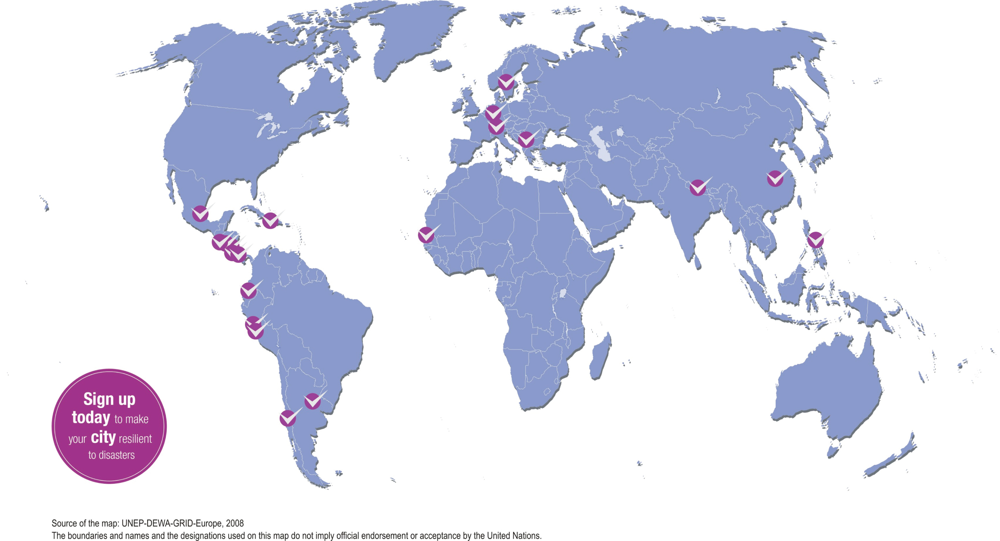 Sign up
today to make
your city resilient
to disasters
Source of the map: UNEP-DEWA-GRID-Europe, 2008
The boundaries and names and the designations used on this map do not imply official endorsement or acceptance by the United Nations.